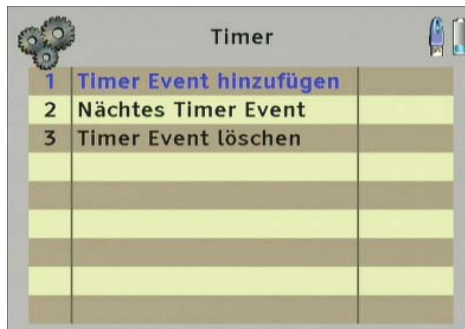 Timer
1 Timer Event hinzufügen
2 Nächtes Timer Event
3 Timer Event löschen